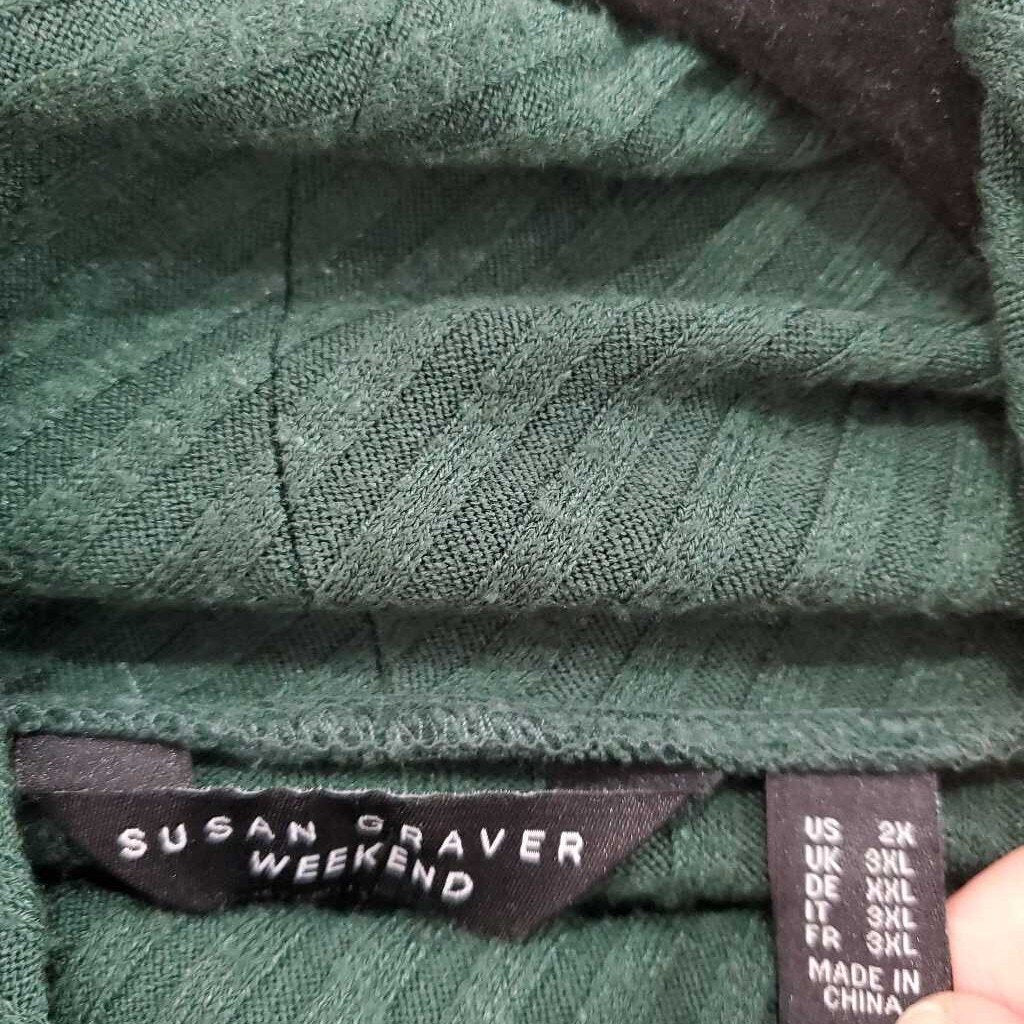 SUSAN GRAVER
WEEKEND
US 2X
UK 3XL
DE XXL
IT 3XL
FR 3XL
MADE IN
CHINA